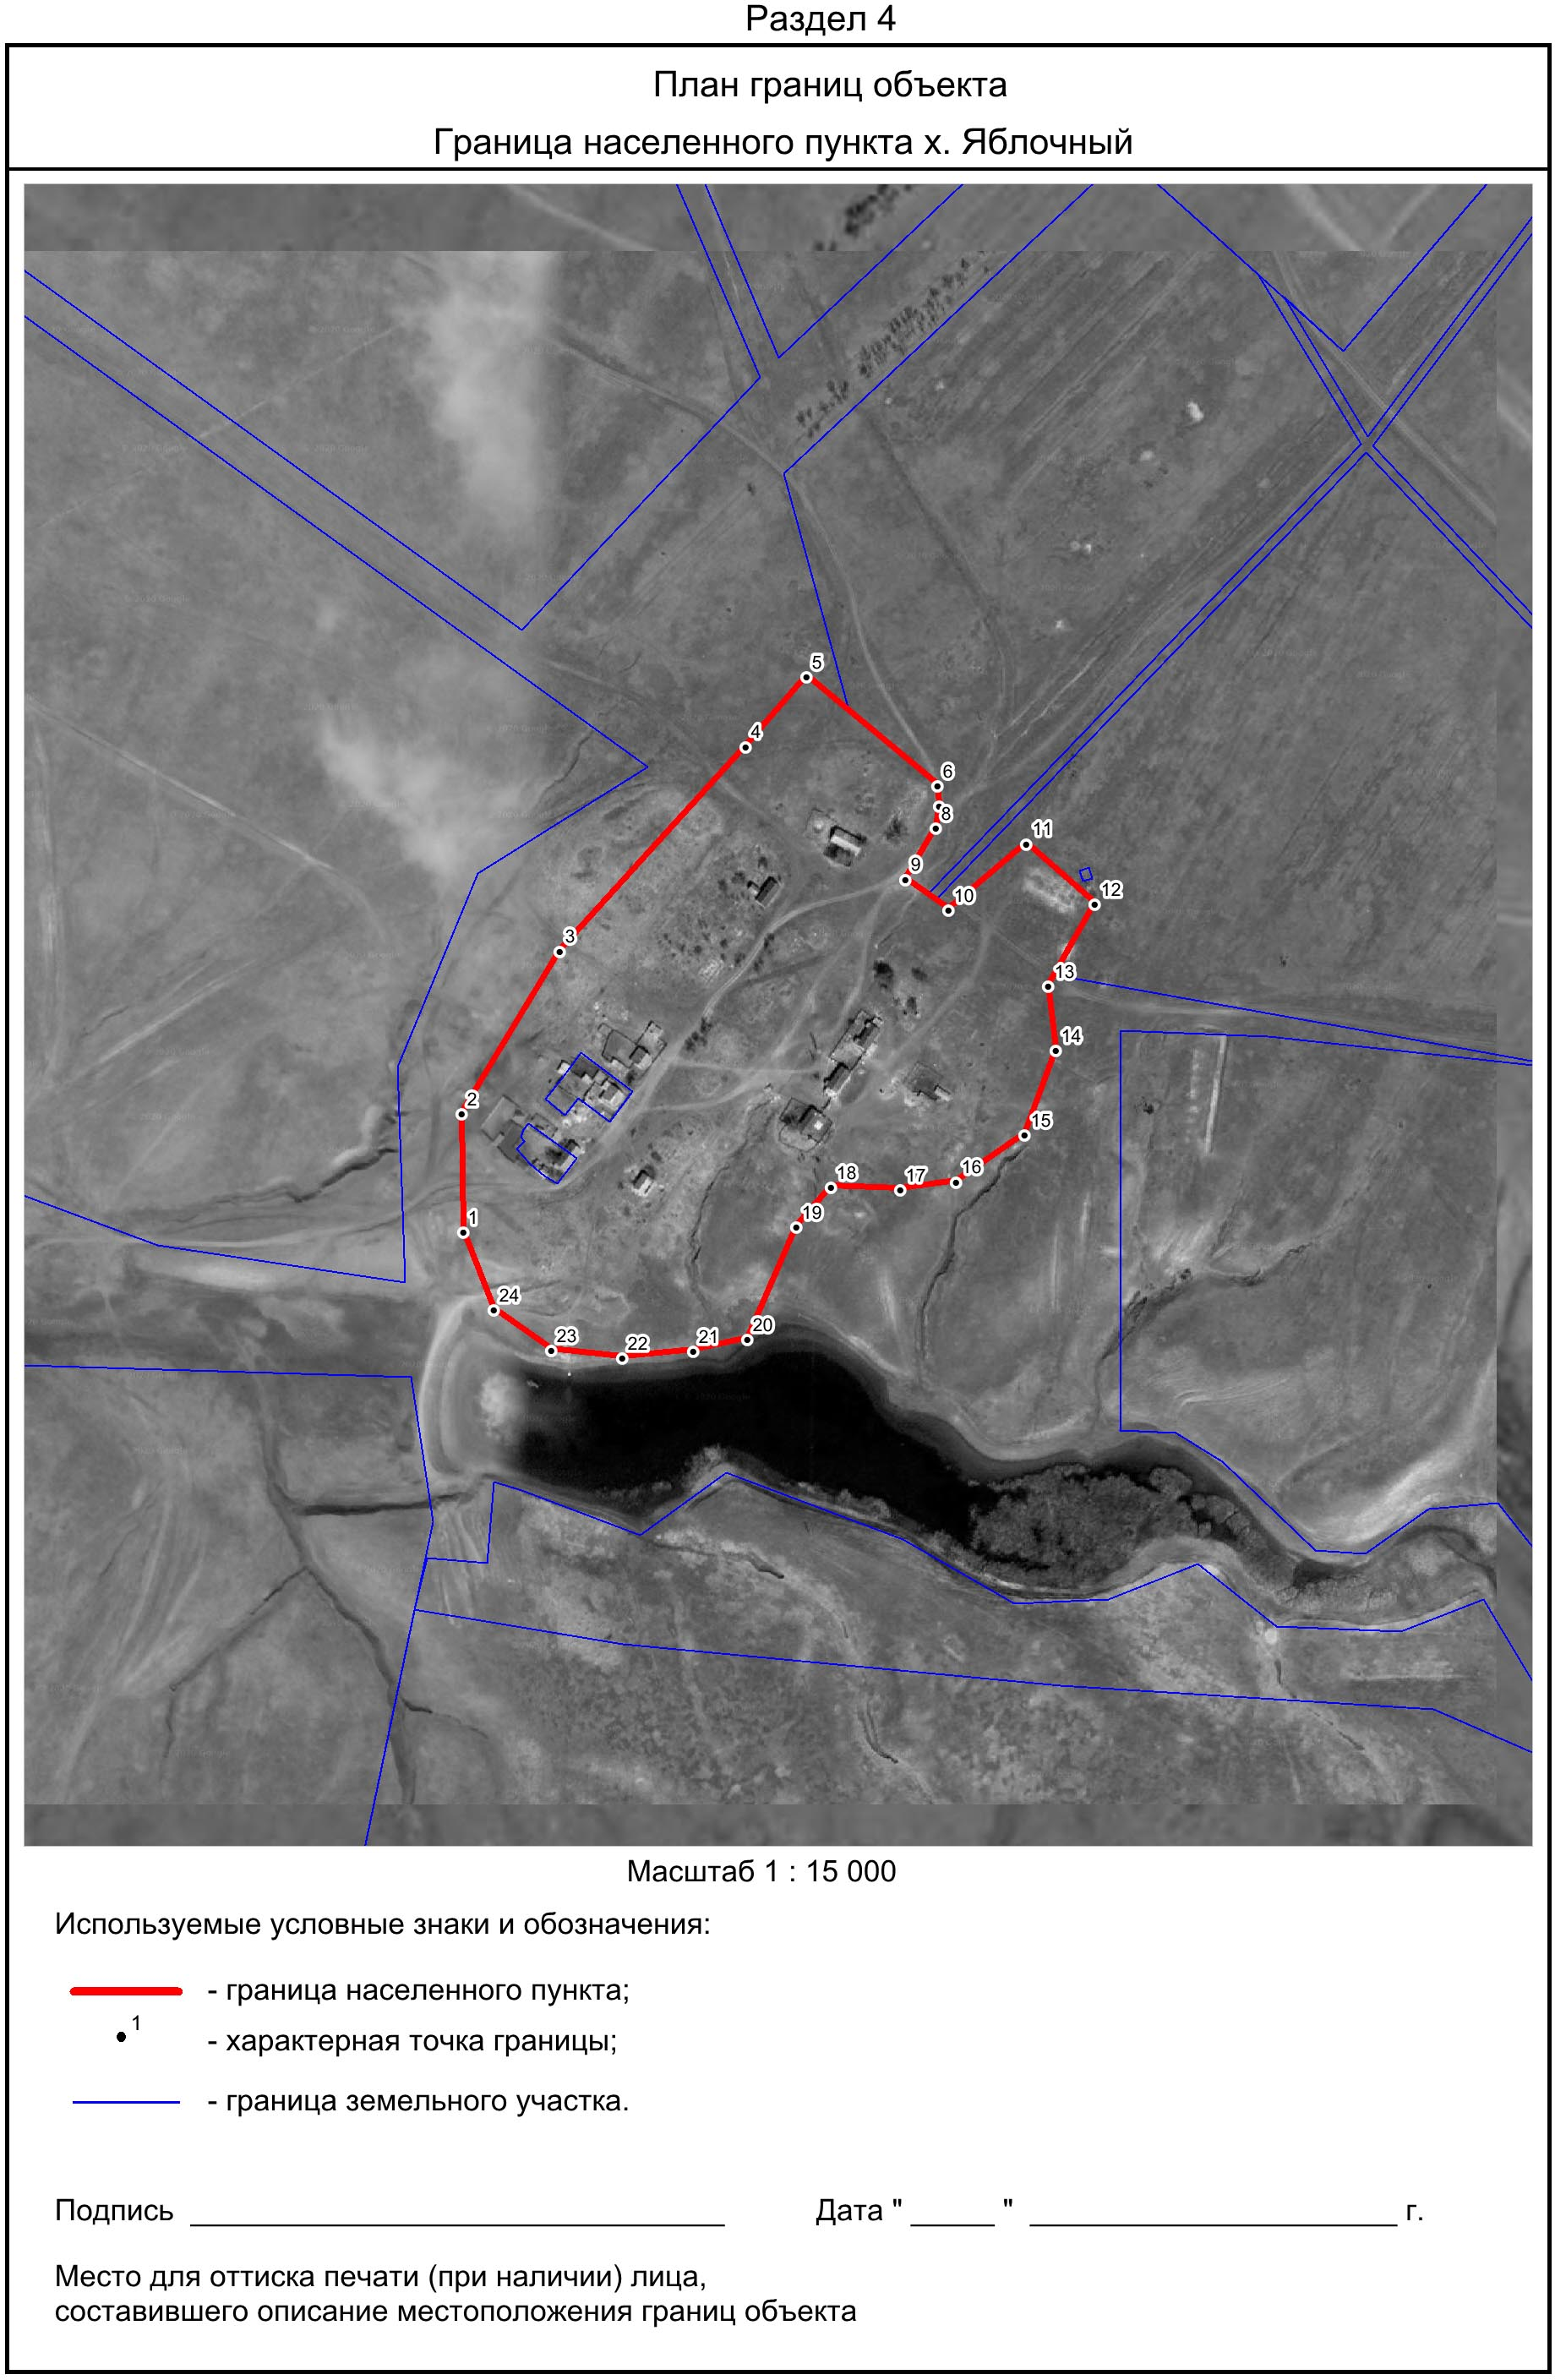 Раздел 4
План границ объекта
Граница населенного пункта х. Яблочный
5
4
6
8
11
9
12
10
3
13
14
2
15
16
18
17
19
1
24
20
23
21
22
Масштаб 1 : 15 000
Используемые условные знаки и обозначения:
- граница населенного пункта;
1
- характерная точка границы;
- граница земельного участка.
Подпись ________________ Дата " _____ " ________________ г.
Место для оттиска печати (при наличии) лица,
составившего описание местоположения границ объекта